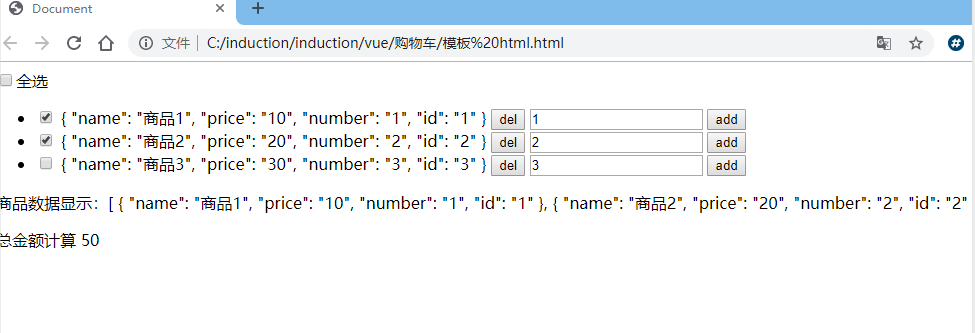 Document
文件 | C:/induction/induction/vue/购物车/模板%20html.html
全选
{ "name": "商品1", "price": "10", "number": "1", "id": "1" } del 1 add
{ "name": "商品2", "price": "20", "number": "2", "id": "2" } del 2 add
{ "name": "商品3", "price": "30", "number": "3", "id": "3" } del 3 add
商品数据显示：[ { "name": "商品1", "price": "10", "number": "1", "id": "1" }, { "name": "商品2", "price": "20", "number": "2", "id": "2"
总金额计算 50